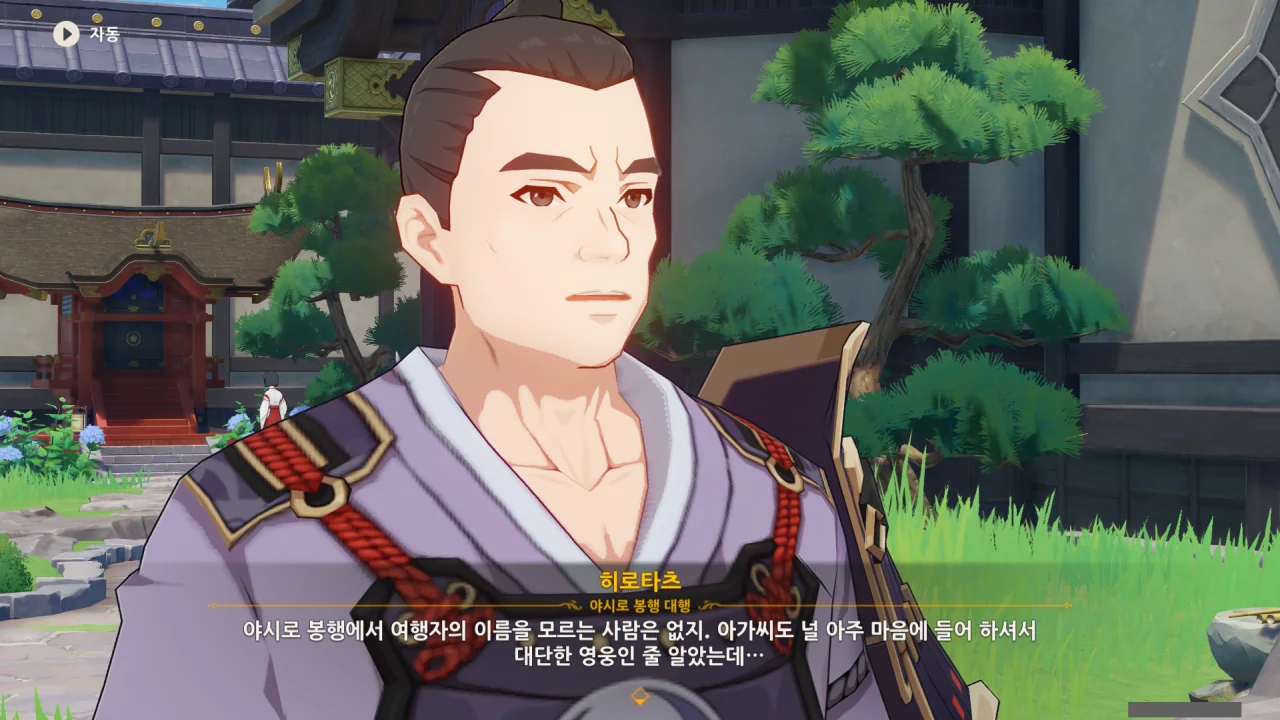 자동
히로타츠
야시로 봉행 대행
야시로 봉행에서 여행자의 이름을 모르는 사람은 없지. 아가씨도 널 아주 마음에 들어 하셔서
대단한 영웅인 줄 알았는데…